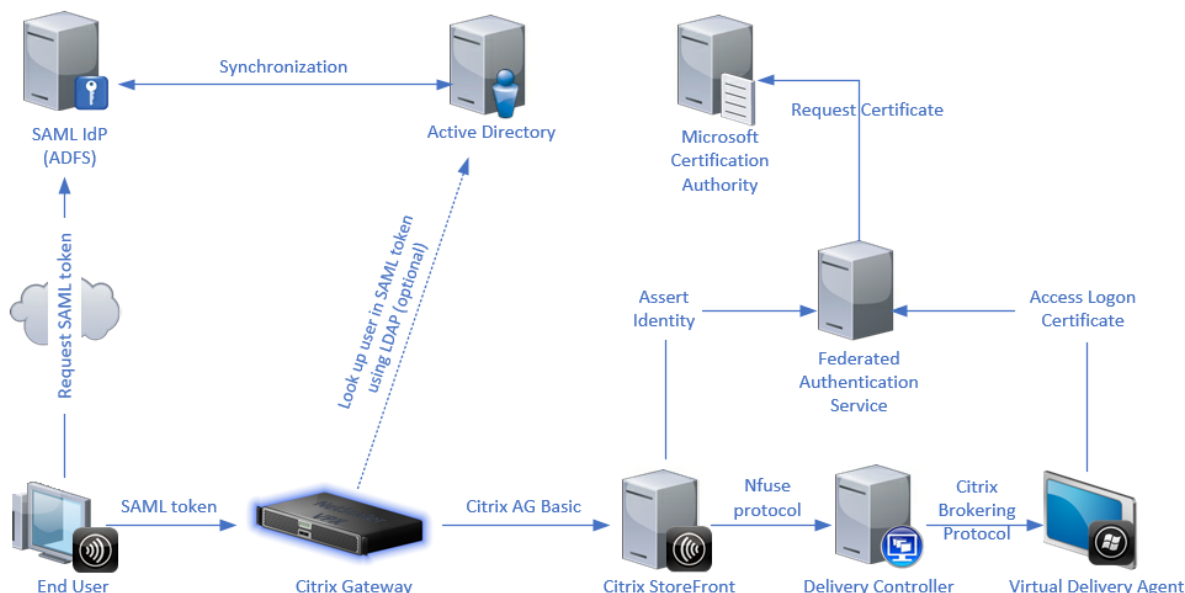 Synchronization
SAML IdP
(ADFS)
Active Directory
Request Certificate
Microsoft
Certification
Authority
Request SAML token
Look up user in SAML token
using LDAP (optional)
Assert
Identity
Access Logon
Certificate
Federated
Authentication
Service
SAML token
Citrix AG Basic
Nfuse
protocol
Citrix
Brokering
Protocol
End User
Citrix Gateway
Citrix StoreFront
Delivery Controller
Virtual Delivery Agent